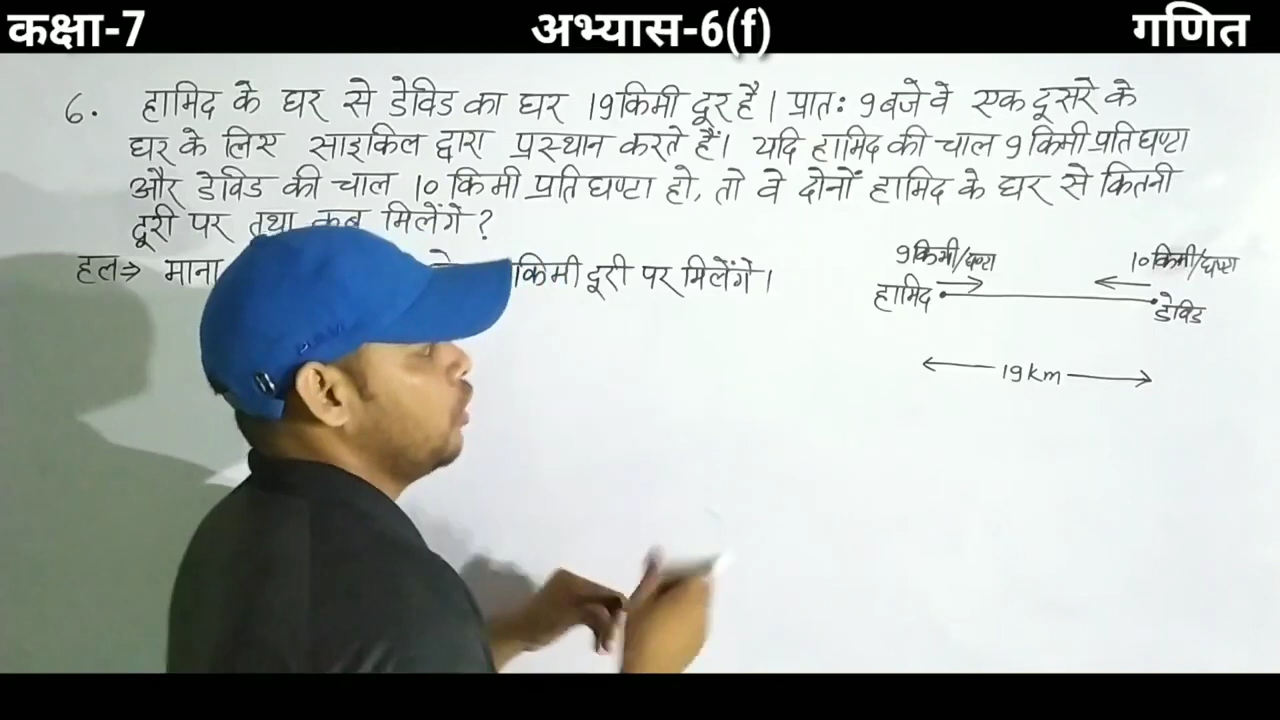 कक्षा-7 अभ्यास-6(f) गणित
6. हामिद के घर से डेविड का घर 19 किमी दूर है। प्रातः 9 बजे वे एक दूसरे के
घर के लिए साइकिल द्वारा प्रस्थान करते हैं। यदि हामिद की चाल 9 किमी प्रति घण्टा
और डेविड की चाल 10 किमी प्रति घण्टा हो, तो वे दोनों हामिद के घर से कितनी
दूरी पर तथा कब मिलेंगे?
हल⇒ माना किमी दूरी पर मिलेंगे।
9 किमी/घण्टा 10 किमी/घण्टा
हामिद डेविड
19 km